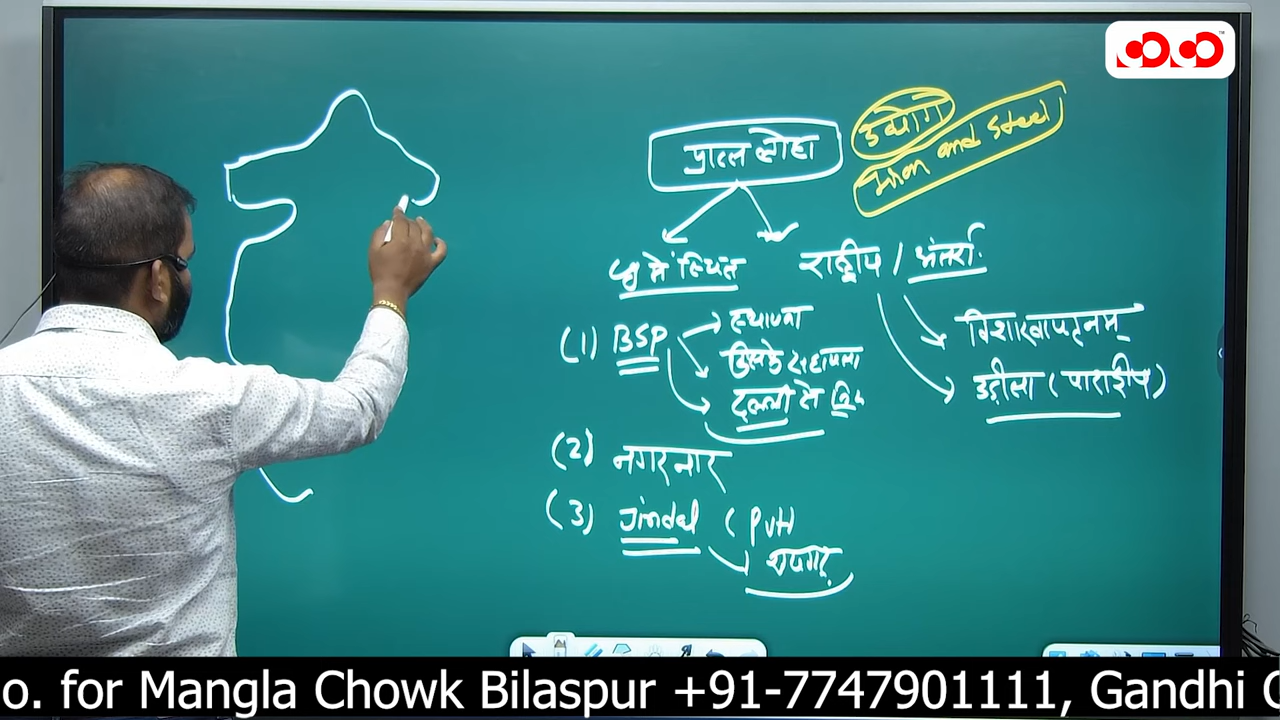 उद्योग
Iron and steel
प्रारूप लोहा
छ.ग में स्थित
राष्ट्रीय / अंतर्रा.
(1) BSP
स्थापना
किसके सहायता
दल्ली से
विशाखापट्नम्
उड़ीसा (पाराद्वीप)
(2) नगरनार
(3) Jindal (Pvt)
रायगढ़
o. for Mangla Chowk Bilaspur +91-7747901111, Gandhi C